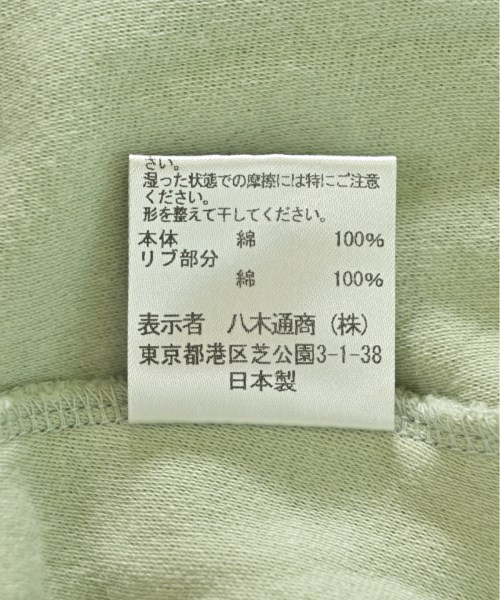 さい。
湿った状態での摩擦には特にご注意
ください。
形を整えて干してください。
本体 綿 100%
リブ部分
綿 100%
表示者 八木通商(株)
東京都港区芝公園3-1-38
日本製